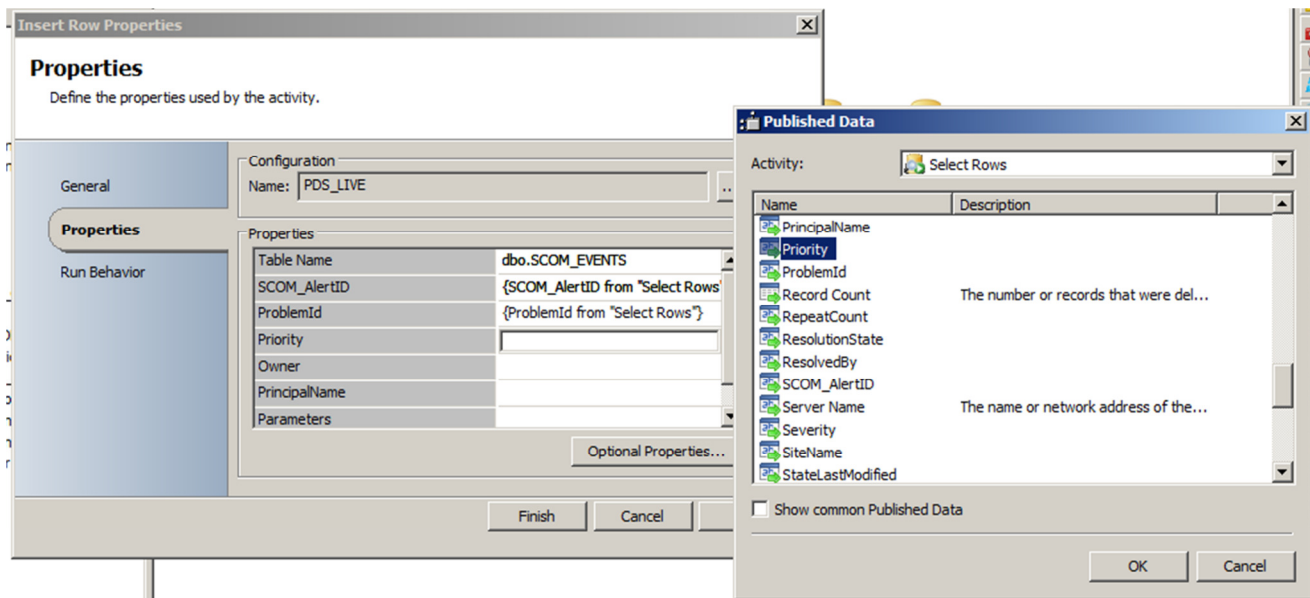 Insert Row Properties
Properties
Define the properties used by the activity.
General
Properties
Run Behavior
Configuration
Name: PDS_LIVE ..
Properties
Table Name dbo.SCOM_EVENTS
SCOM_AlertID {SCOM_AlertID from "Select Rows"
ProblemId {ProblemId from "Select Rows"}
Priority
Owner
PrincipalName
Parameters
Optional Properties...
Finish Cancel
Published Data
Activity: Select Rows
Name Description
PrincipalName
Priority
ProblemId
Record Count The number or records that were del...
RepeatCount
ResolutionState
ResolvedBy
SCOM_AlertID
Server Name The name or network address of the...
Severity
SiteName
StateLastModified
Show common Published Data
OK Cancel